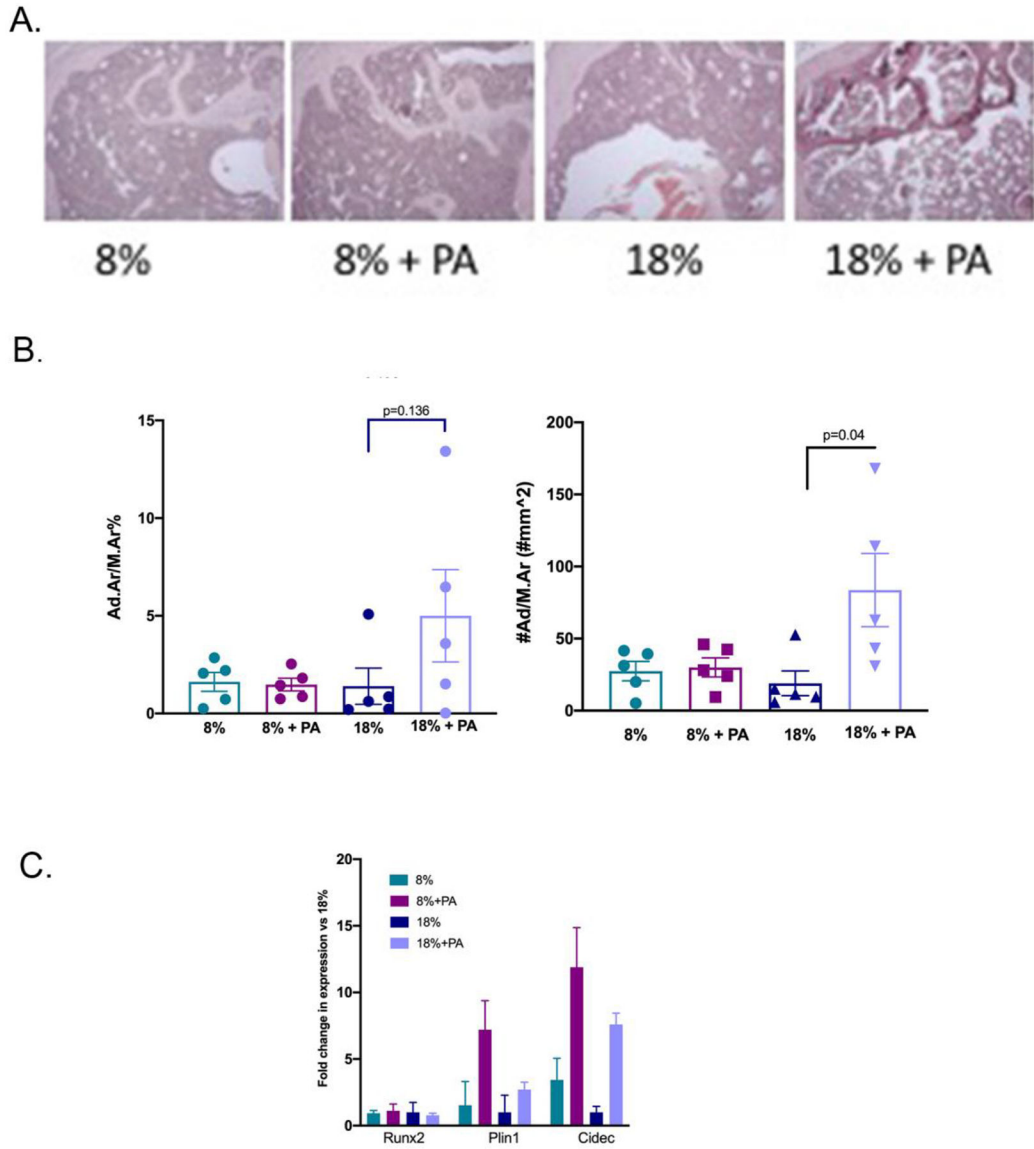 A.
8%
8% + PA
18%
18% + PA
B.
p=0.136
15
10
5
0
Ad.Ar/M.Ar%
8%
8% + PA
18%
18% + PA
p=0.04
200
150
100
50
0
#Ad/M.Ar (#mm^2)
8%
8% + PA
18%
18% + PA
C.
20
15
10
5
0
Fold change in expression vs 18%
8%
8%+PA
18%
18%+PA
Runx2
Plin1
Cidec